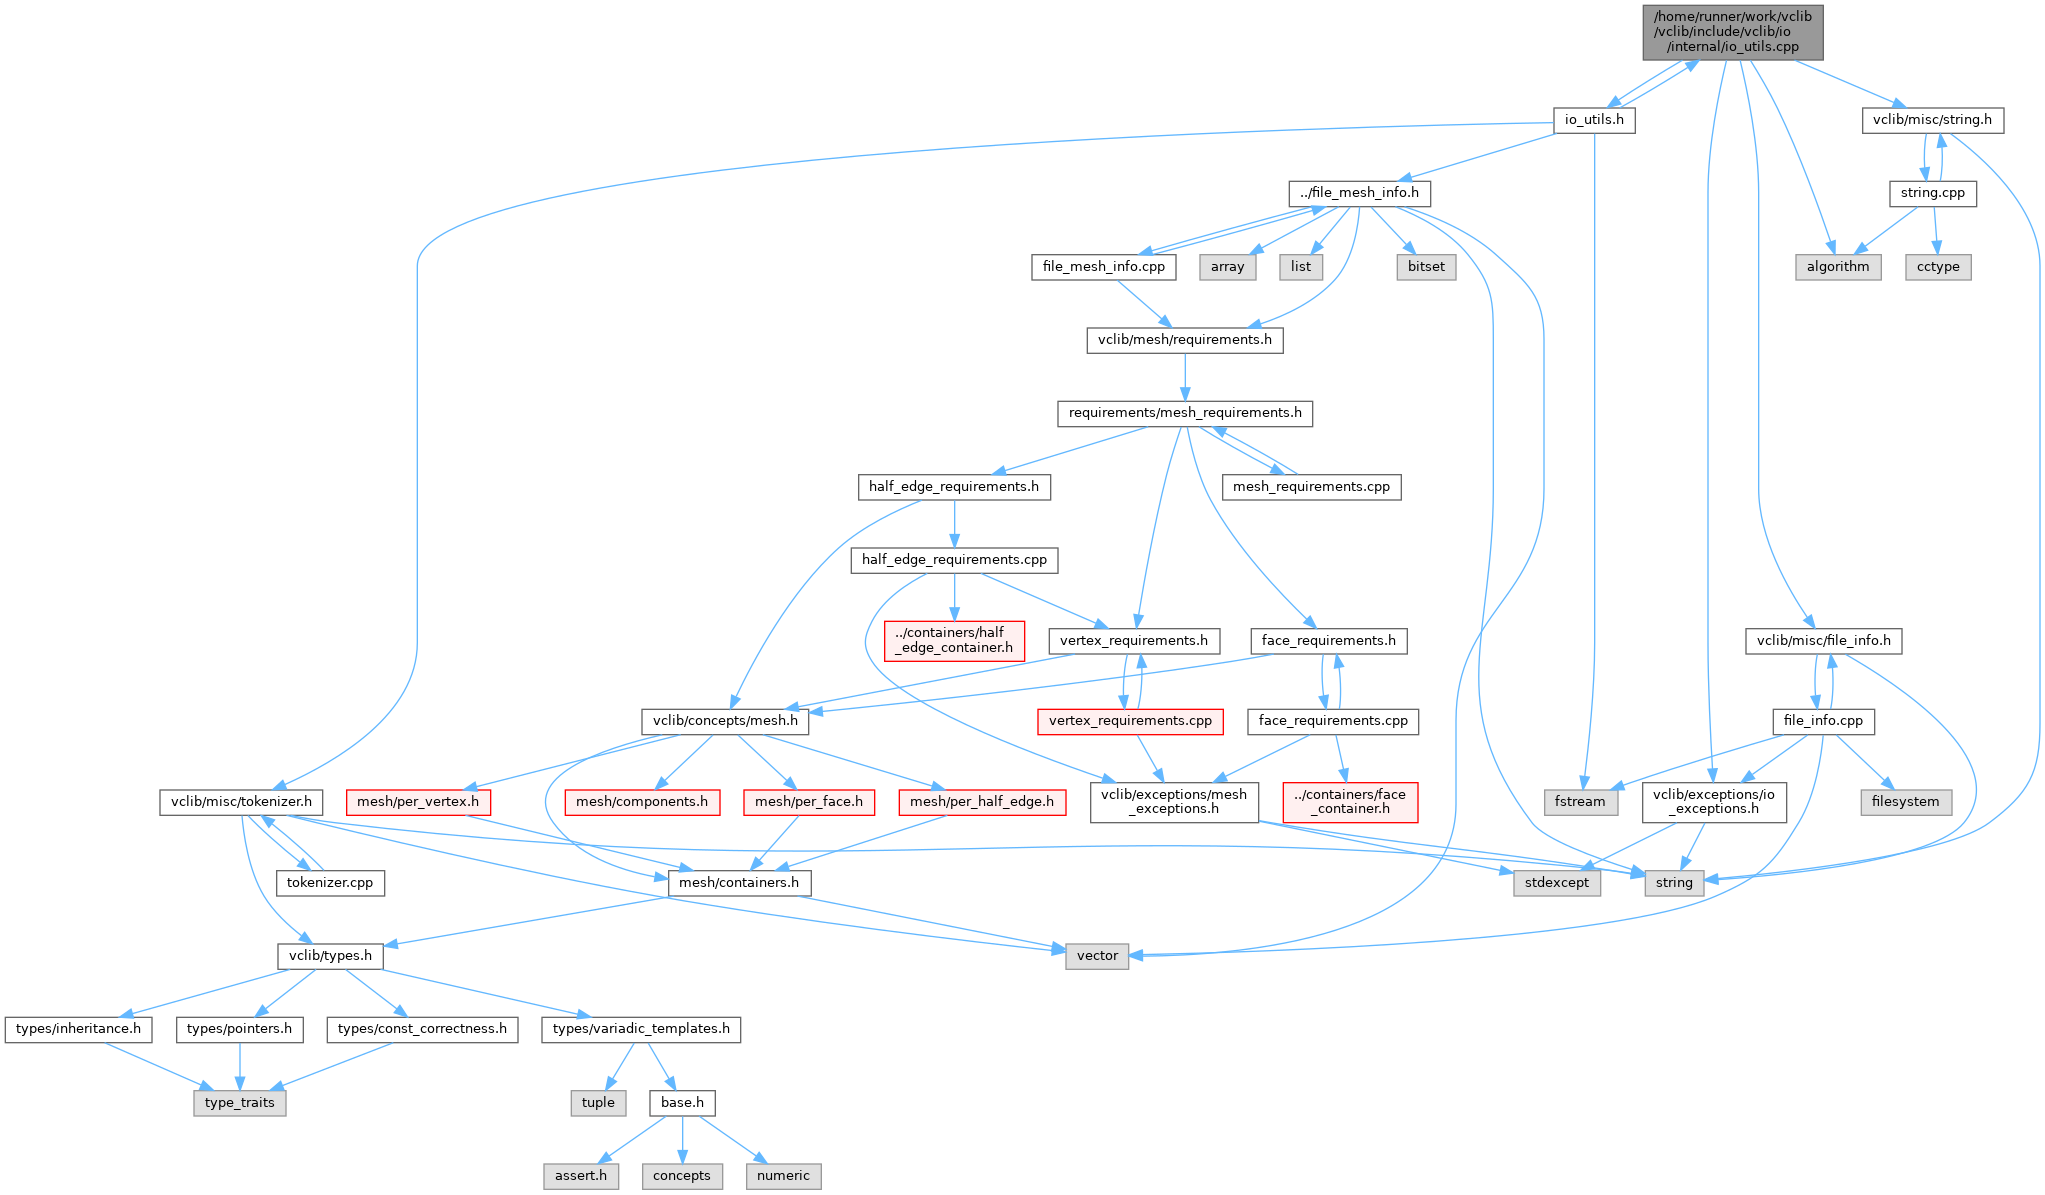 /home/runner/work/vclib
/vclib/include/vclib/io
/internal/io_utils.cpp
io_utils.h
vclib/misc/string.h
../file_mesh_info.h
string.cpp
file_mesh_info.cpp
array
list
bitset
algorithm
cctype
vclib/mesh/requirements.h
requirements/mesh_requirements.h
half_edge_requirements.h
mesh_requirements.cpp
half_edge_requirements.cpp
../containers/half
_edge_container.h
vertex_requirements.h
face_requirements.h
vclib/misc/file_info.h
vclib/concepts/mesh.h
vertex_requirements.cpp
face_requirements.cpp
file_info.cpp
vclib/misc/tokenizer.h
mesh/per_vertex.h
mesh/components.h
mesh/per_face.h
mesh/per_half_edge.h
vclib/exceptions/mesh
_exceptions.h
../containers/face
_container.h
fstream
vclib/exceptions/io
_exceptions.h
filesystem
tokenizer.cpp
mesh/containers.h
stdexcept
string
vclib/types.h
vector
types/inheritance.h
types/pointers.h
types/const_correctness.h
types/variadic_templates.h
type_traits
tuple
base.h
assert.h
concepts
numeric